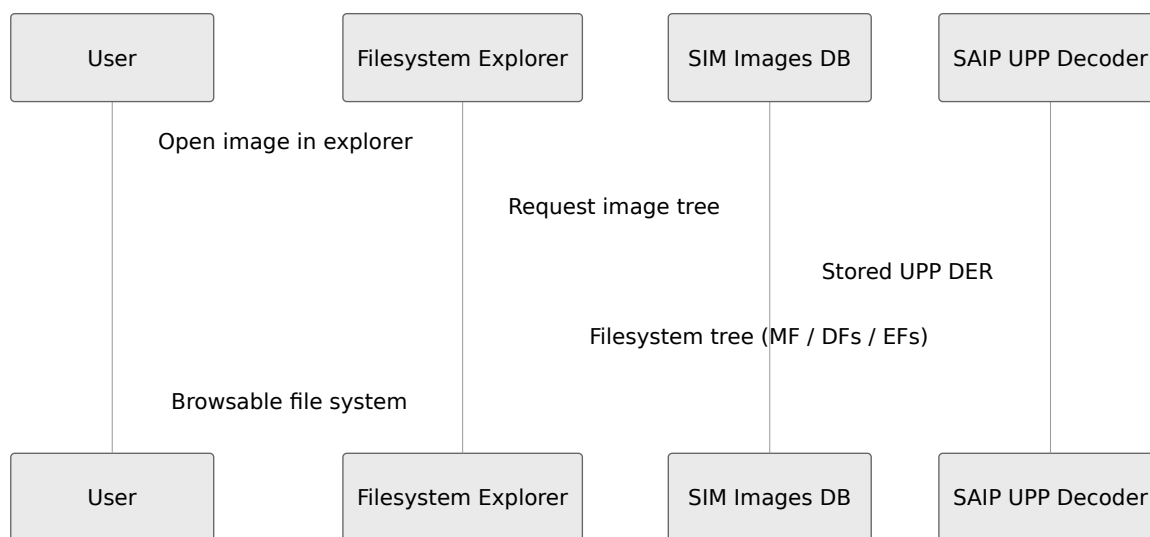 User
Filesystem Explorer
SIM Images DB
SAIP UPP Decoder
Open image in explorer
Request image tree
Stored UPP DER
Filesystem tree (MF / DFs / EFs)
Browsable file system
User
Filesystem Explorer
SIM Images DB
SAIP UPP Decoder